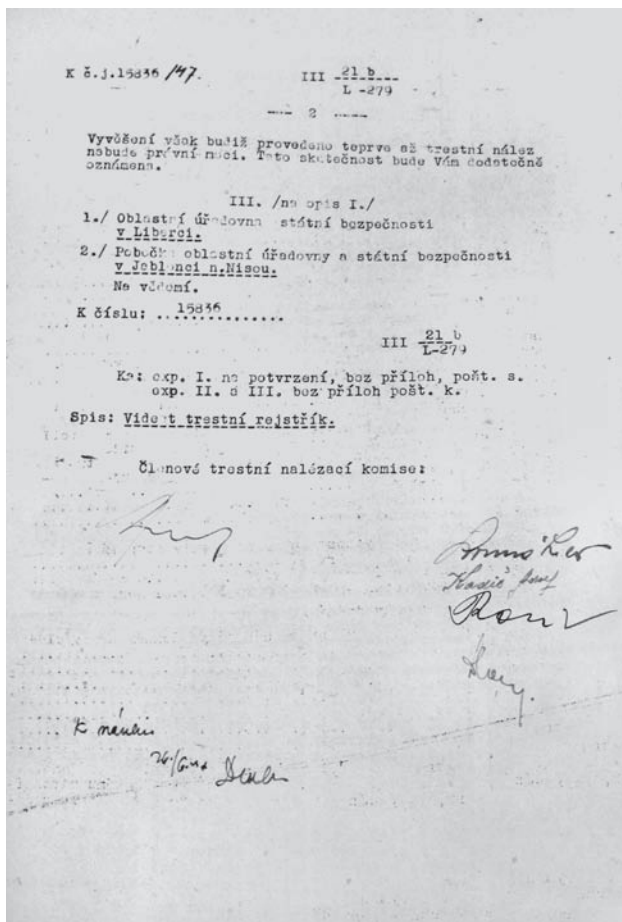 K č.j.15836/47. III 21 b
L -279
---- 2 -----
Vyvěšení však budiž provedeno teprve až trestní nález
nabude právní moci. Tato skutečnost bude Vám dodatečně
oznámena.
III. /na opis I./
1./ Oblastní úřadovna státní bezpečnosti
v Liberci.
2./ Pobočka oblastní úřadovny a státní bezpečnosti
v Jablonci n.Nisou.
Na vědomí.
K číslu: ..15836..............
III 21 b
L-279
Ka: exp. I. na potvrzení, bez příloh, pošt. s.
exp. II. a III. bez příloh pošt. k.
Spis: Videat trestní rejstřík.
Členové trestní nalézací komise:
K